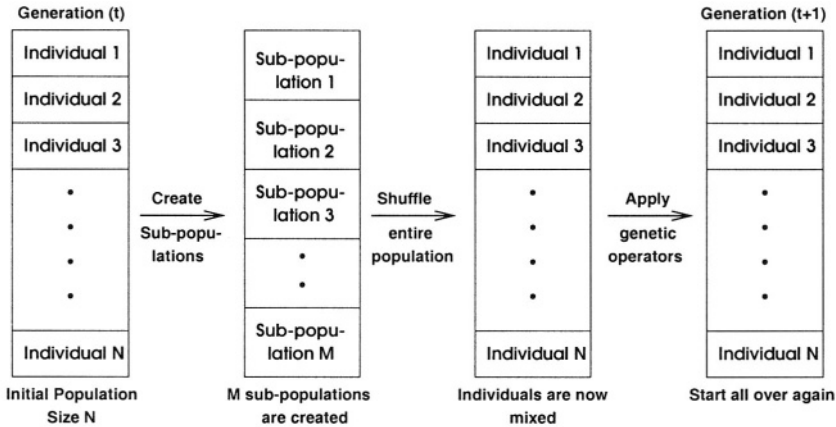 Generation (t)
Individual 1
Individual 2
Individual 3
Individual N
Initial Population
Size N
Create
Sub-popu-
lations
Sub-popu-
lation 1
Sub-popu-
lation 2
Sub-popu-
lation 3
Sub-popu-
lation M
M sub-populations
are created
Shuffle
entire
population
Individual 1
Individual 2
Individual 3
Individual N
Individuals are now
mixed
Apply
genetic
operators
Generation (t+1)
Individual 1
Individual 2
Individual 3
Individual N
Start all over again